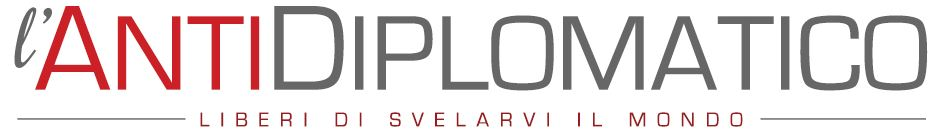 l'ANTIDIPLOMATICO
LIBERI DI SVELARVI IL MONDO